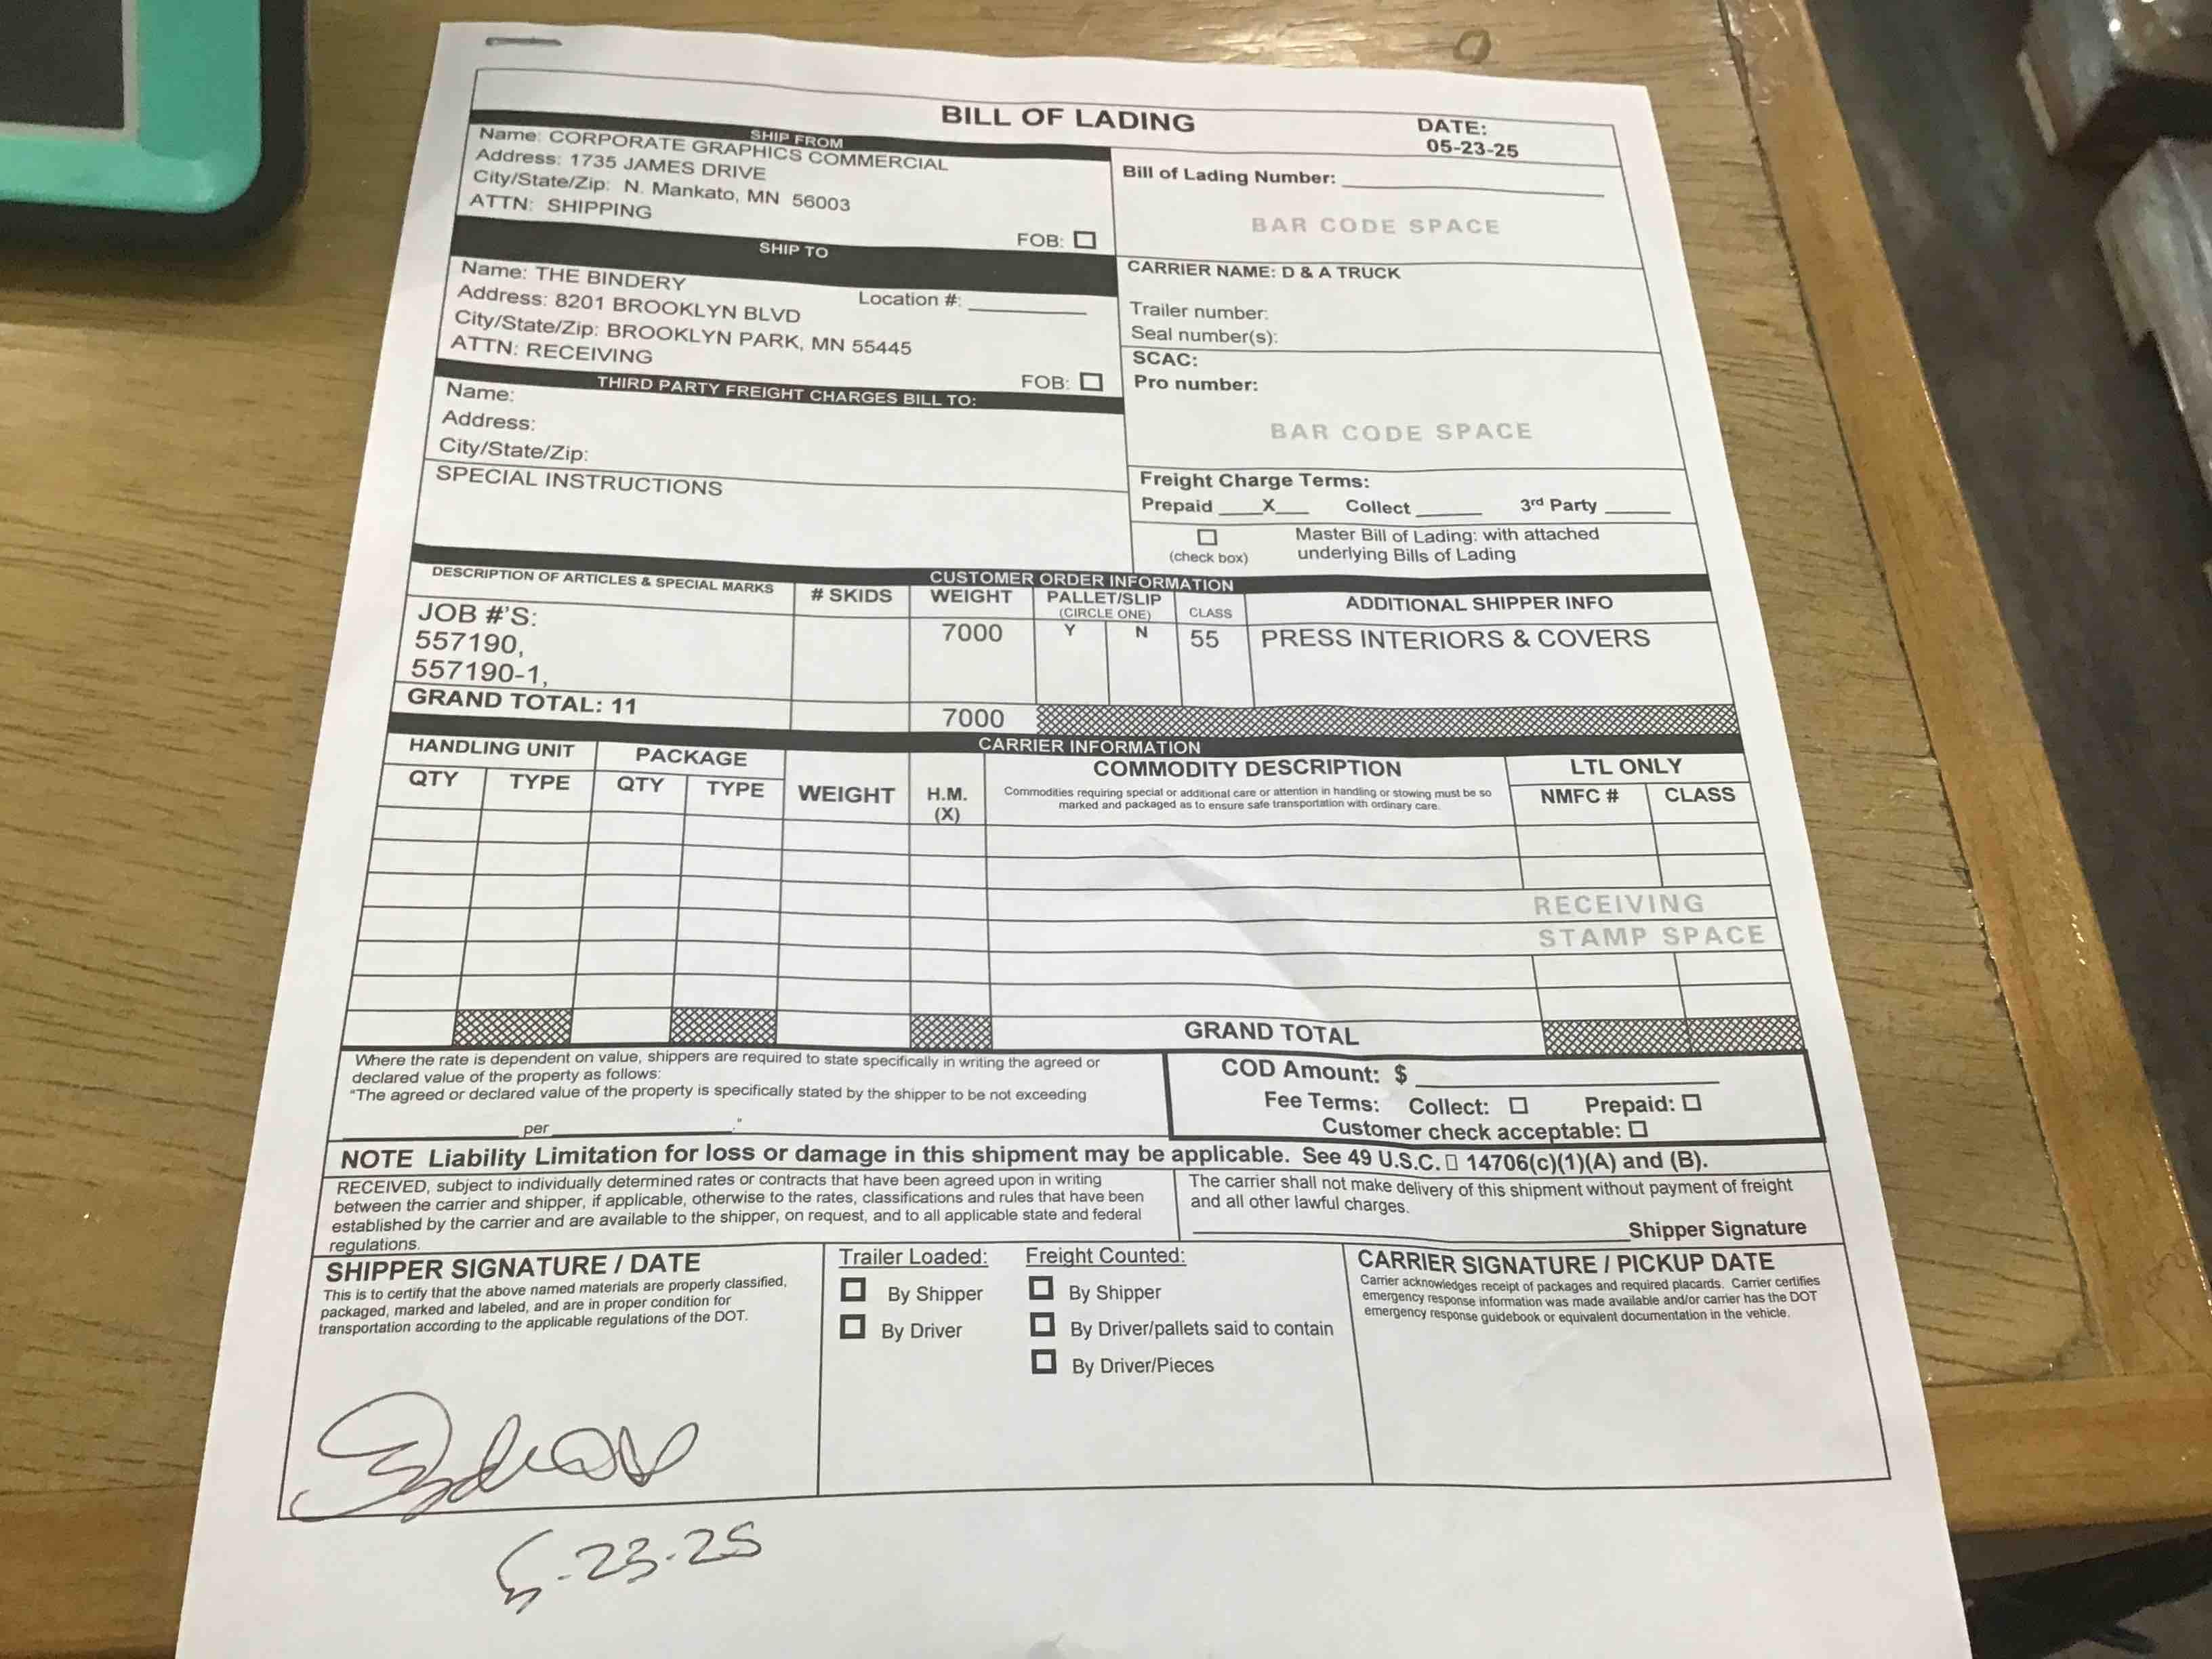 BILL OF LADING
DATE:
05-23-25
SHIP FROM
Name: CORPORATE GRAPHICS COMMERCIAL
Address: 1735 JAMES DRIVE
City/State/Zip: N. Mankato, MN 56003
ATTN: SHIPPING
FOB: ☐
Bill of Lading Number: ____
BAR CODE SPACE
SHIP TO
Name: THE BINDERY
Location #: ____
Address: 8201 BROOKLYN BLVD
City/State/Zip: BROOKLYN PARK, MN 55445
ATTN: RECEIVING
FOB: ☐
CARRIER NAME: D & A TRUCK
Trailer number:
Seal number(s):
SCAC:
Pro number:
BAR CODE SPACE
THIRD PARTY FREIGHT CHARGES BILL TO:
Name:
Address:
City/State/Zip:
SPECIAL INSTRUCTIONS
Freight Charge Terms:
Prepaid ____X___ Collect ____ 3rd Party ____
☐ (check box)
Master Bill of Lading: with attached
underlying Bills of Lading
CUSTOMER ORDER INFORMATION
DESCRIPTION OF ARTICLES & SPECIAL MARKS # SKIDS WEIGHT PALLET/SLIP (CIRCLE ONE) CLASS ADDITIONAL SHIPPER INFO
JOB #'S:
557190,
557190-1,
7000 Y N 55 PRESS INTERIORS & COVERS
GRAND TOTAL: 11 7000
CARRIER INFORMATION
HANDLING UNIT PACKAGE
QTY TYPE QTY TYPE WEIGHT H.M. (X)
COMMODITY DESCRIPTION
Commodities requiring special or additional care or attention in handling or stowing must be so
marked and packaged as to ensure safe transportation with ordinary care.
LTL ONLY
NMFC # CLASS
RECEIVING
STAMP SPACE
GRAND TOTAL
Where the rate is dependent on value, shippers are required to state specifically in writing the agreed or
declared value of the property as follows:
"The agreed or declared value of the property is specifically stated by the shipper to be not exceeding
____ per ____."
COD Amount: $ ____
Fee Terms: Collect: ☐ Prepaid: ☐
Customer check acceptable: ☐
NOTE Liability Limitation for loss or damage in this shipment may be applicable. See 49 U.S.C. ▯ 14706(c)(1)(A) and (B).
RECEIVED, subject to individually determined rates or contracts that have been agreed upon in writing
between the carrier and shipper, if applicable, otherwise to the rates, classifications and rules that have been
established by the carrier and are available to the shipper, on request, and to all applicable state and federal
regulations.
The carrier shall not make delivery of this shipment without payment of freight
and all other lawful charges.
____Shipper Signature
SHIPPER SIGNATURE / DATE
This is to certify that the above named materials are properly classified,
packaged, marked and labeled, and are in proper condition for
transportation according to the applicable regulations of the DOT.
Trailer Loaded:
☐ By Shipper
☐ By Driver
Freight Counted:
☐ By Shipper
☐ By Driver/pallets said to contain
☐ By Driver/Pieces
CARRIER SIGNATURE / PICKUP DATE
Carrier acknowledges receipt of packages and required placards. Carrier certifies
emergency response information was made available and/or carrier has the DOT
emergency response guidebook or equivalent documentation in the vehicle.
5-23-25